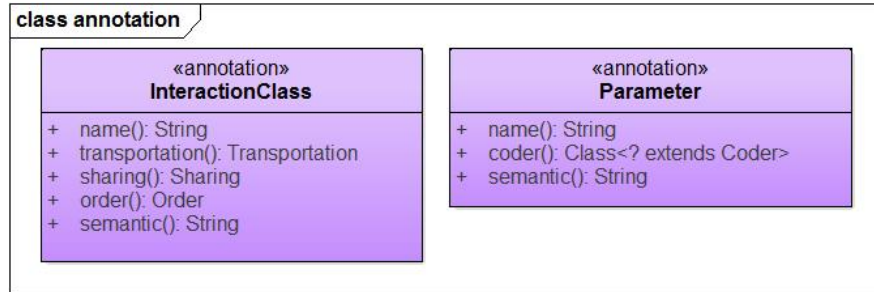 class annotation
«annotation»
InteractionClass
+ name(): String
+ transportation(): Transportation
+ sharing(): Sharing
+ order(): Order
+ semantic(): String
«annotation»
Parameter
+ name(): String
+ coder(): Class<? extends Coder>
+ semantic(): String